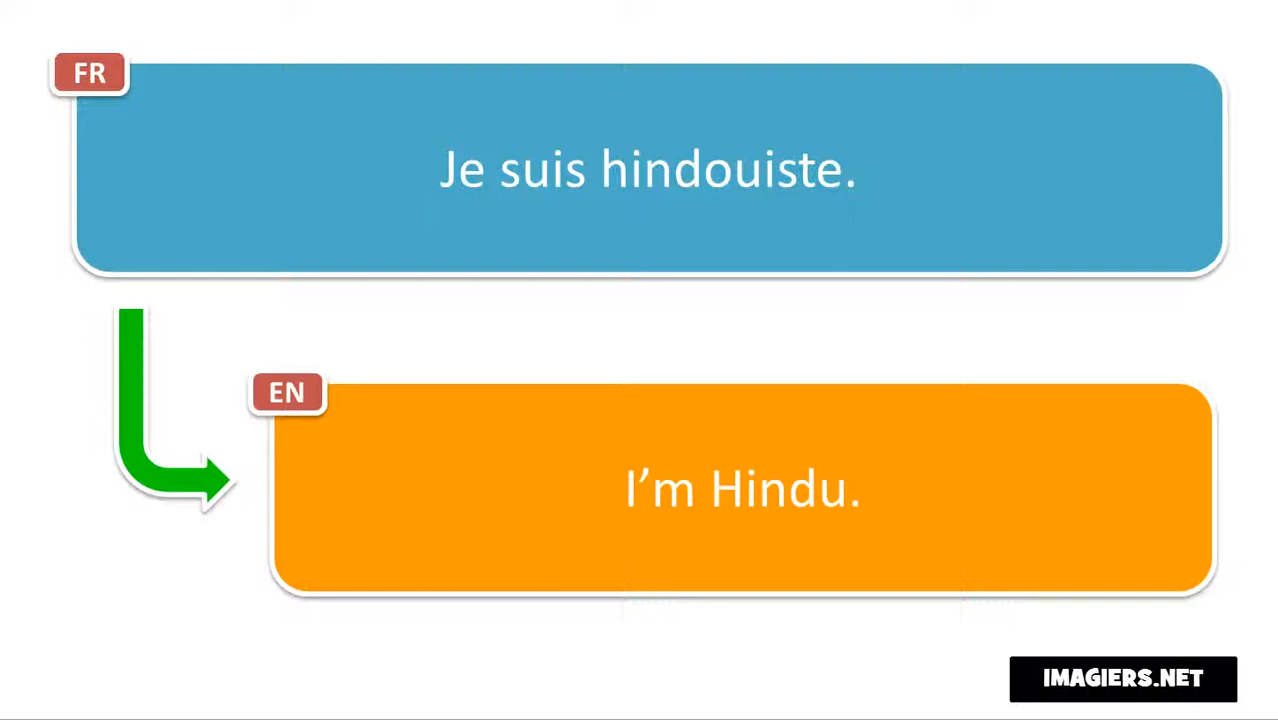 FR
Je suis hindouiste.
EN
I’m Hindu.
IMAGIERS.NET